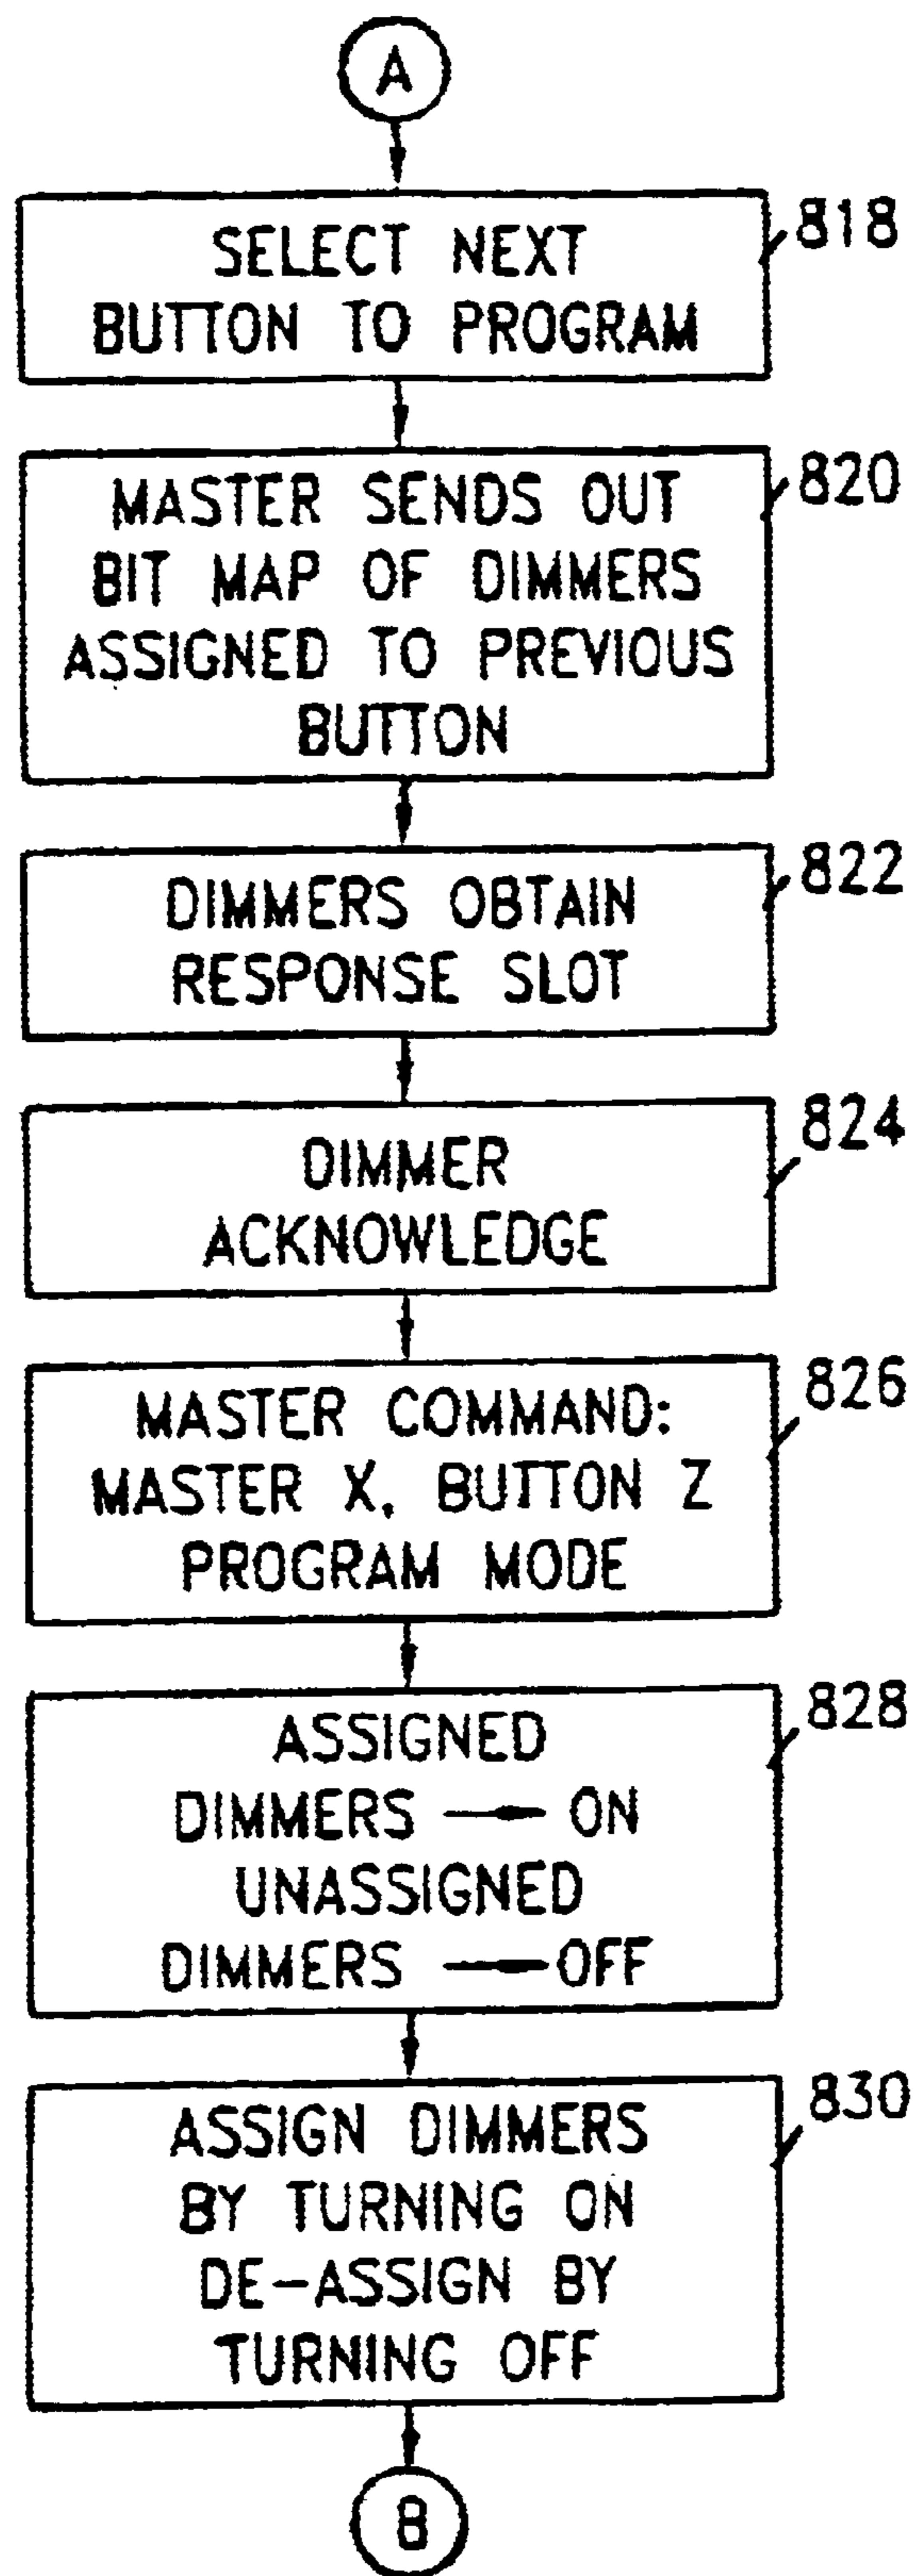 A
SELECT NEXT
BUTTON TO PROGRAM
818
MASTER SENDS OUT
BIT MAP OF DIMMERS
ASSIGNED TO PREVIOUS
BUTTON
820
DIMMERS OBTAIN
RESPONSE SLOT
822
DIMMER
ACKNOWLEDGE
824
MASTER COMMAND:
MASTER X, BUTTON Z
PROGRAM MODE
826
ASSIGNED
DIMMERS → ON
UNASSIGNED
DIMMERS → OFF
828
ASSIGN DIMMERS
BY TURNING ON
DE-ASSIGN BY
TURNING OFF
830
B